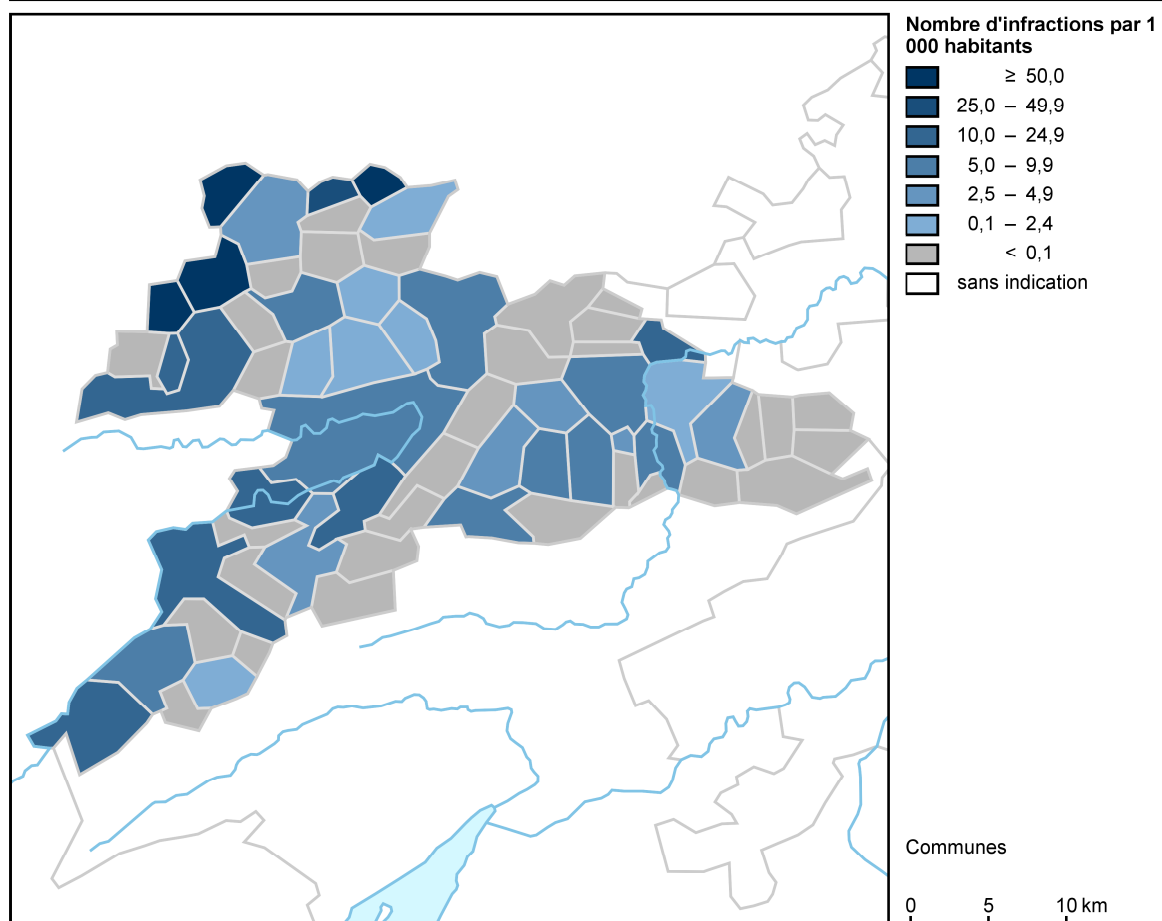 Nombre d'infractions par 1
000 habitants
≥ 50,0
25,0 – 49,9
10,0 – 24,9
5,0 – 9,9
2,5 – 4,9
0,1 – 2,4
< 0,1
sans indication
Communes
0 5 10 km